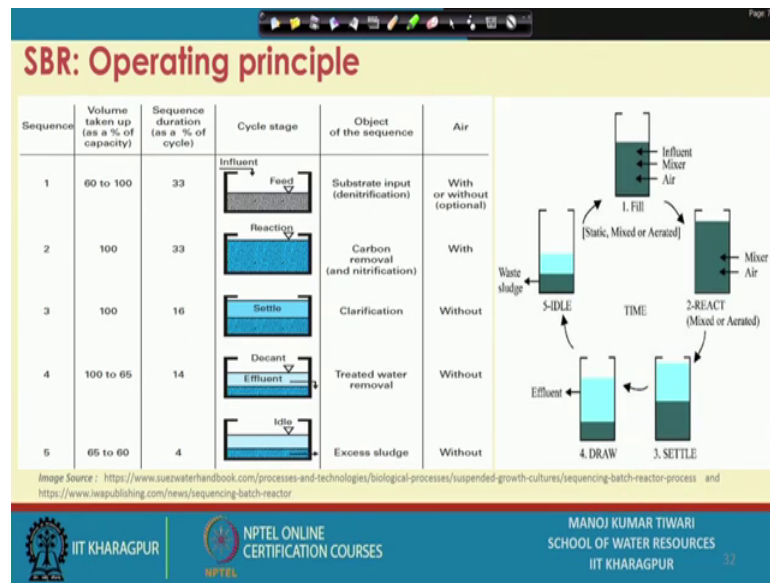 Page: 7
SBR: Operating principle
Sequence
Volume
taken up
(as a % of
capacity)
Sequence
duration
(as a % of
cycle)
Cycle stage
Object
of the sequence
Air
1
60 to 100
33
Influent
Feed
Substrate input
(denitrification)
With
or without
(optional)
2
100
33
Reaction
Carbon
removal
(and nitrification)
With
3
100
16
Settle
Clarification
Without
4
100 to 65
14
Decant
Effluent
Treated water
removal
Without
5
65 to 60
4
Idle
Excess sludge
Without
Influent
Mixer
Air
1. Fill
[Static, Mixed or Aerated]
Mixer
Air
2-REACT
(Mixed or Aerated)
TIME
3. SETTLE
Effluent
4. DRAW
Waste
sludge
5-IDLE
Image Source : https://www.suezwaterhandbook.com/processes-and-technologies/biological-processes/suspended-growth-cultures/sequencing-batch-reactor-process and
https://www.iwapublishing.com/news/sequencing-batch-reactor
IIT KHARAGPUR
NPTEL
NPTEL ONLINE
CERTIFICATION COURSES
MANOJ KUMAR TIWARI
SCHOOL OF WATER RESOURCES
IIT KHARAGPUR
32